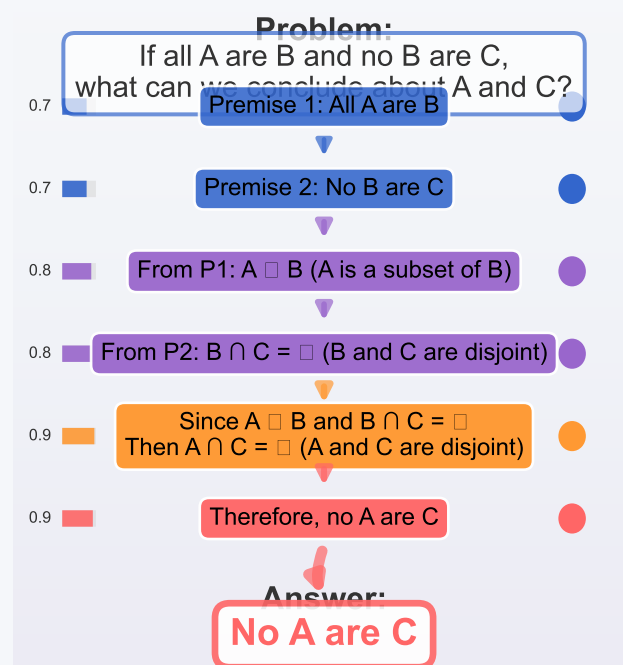 Problem:
If all A are B and no B are C,
what can we conclude about A and C?
0.7
Premise 1: All A are B
0.7
Premise 2: No B are C
0.8
From P1: A □ B (A is a subset of B)
0.8
From P2: B ∩ C = □ (B and C are disjoint)
0.9
Since A □ B and B ∩ C = □
Then A ∩ C = □ (A and C are disjoint)
0.9
Therefore, no A are C
Answer:
No A are C